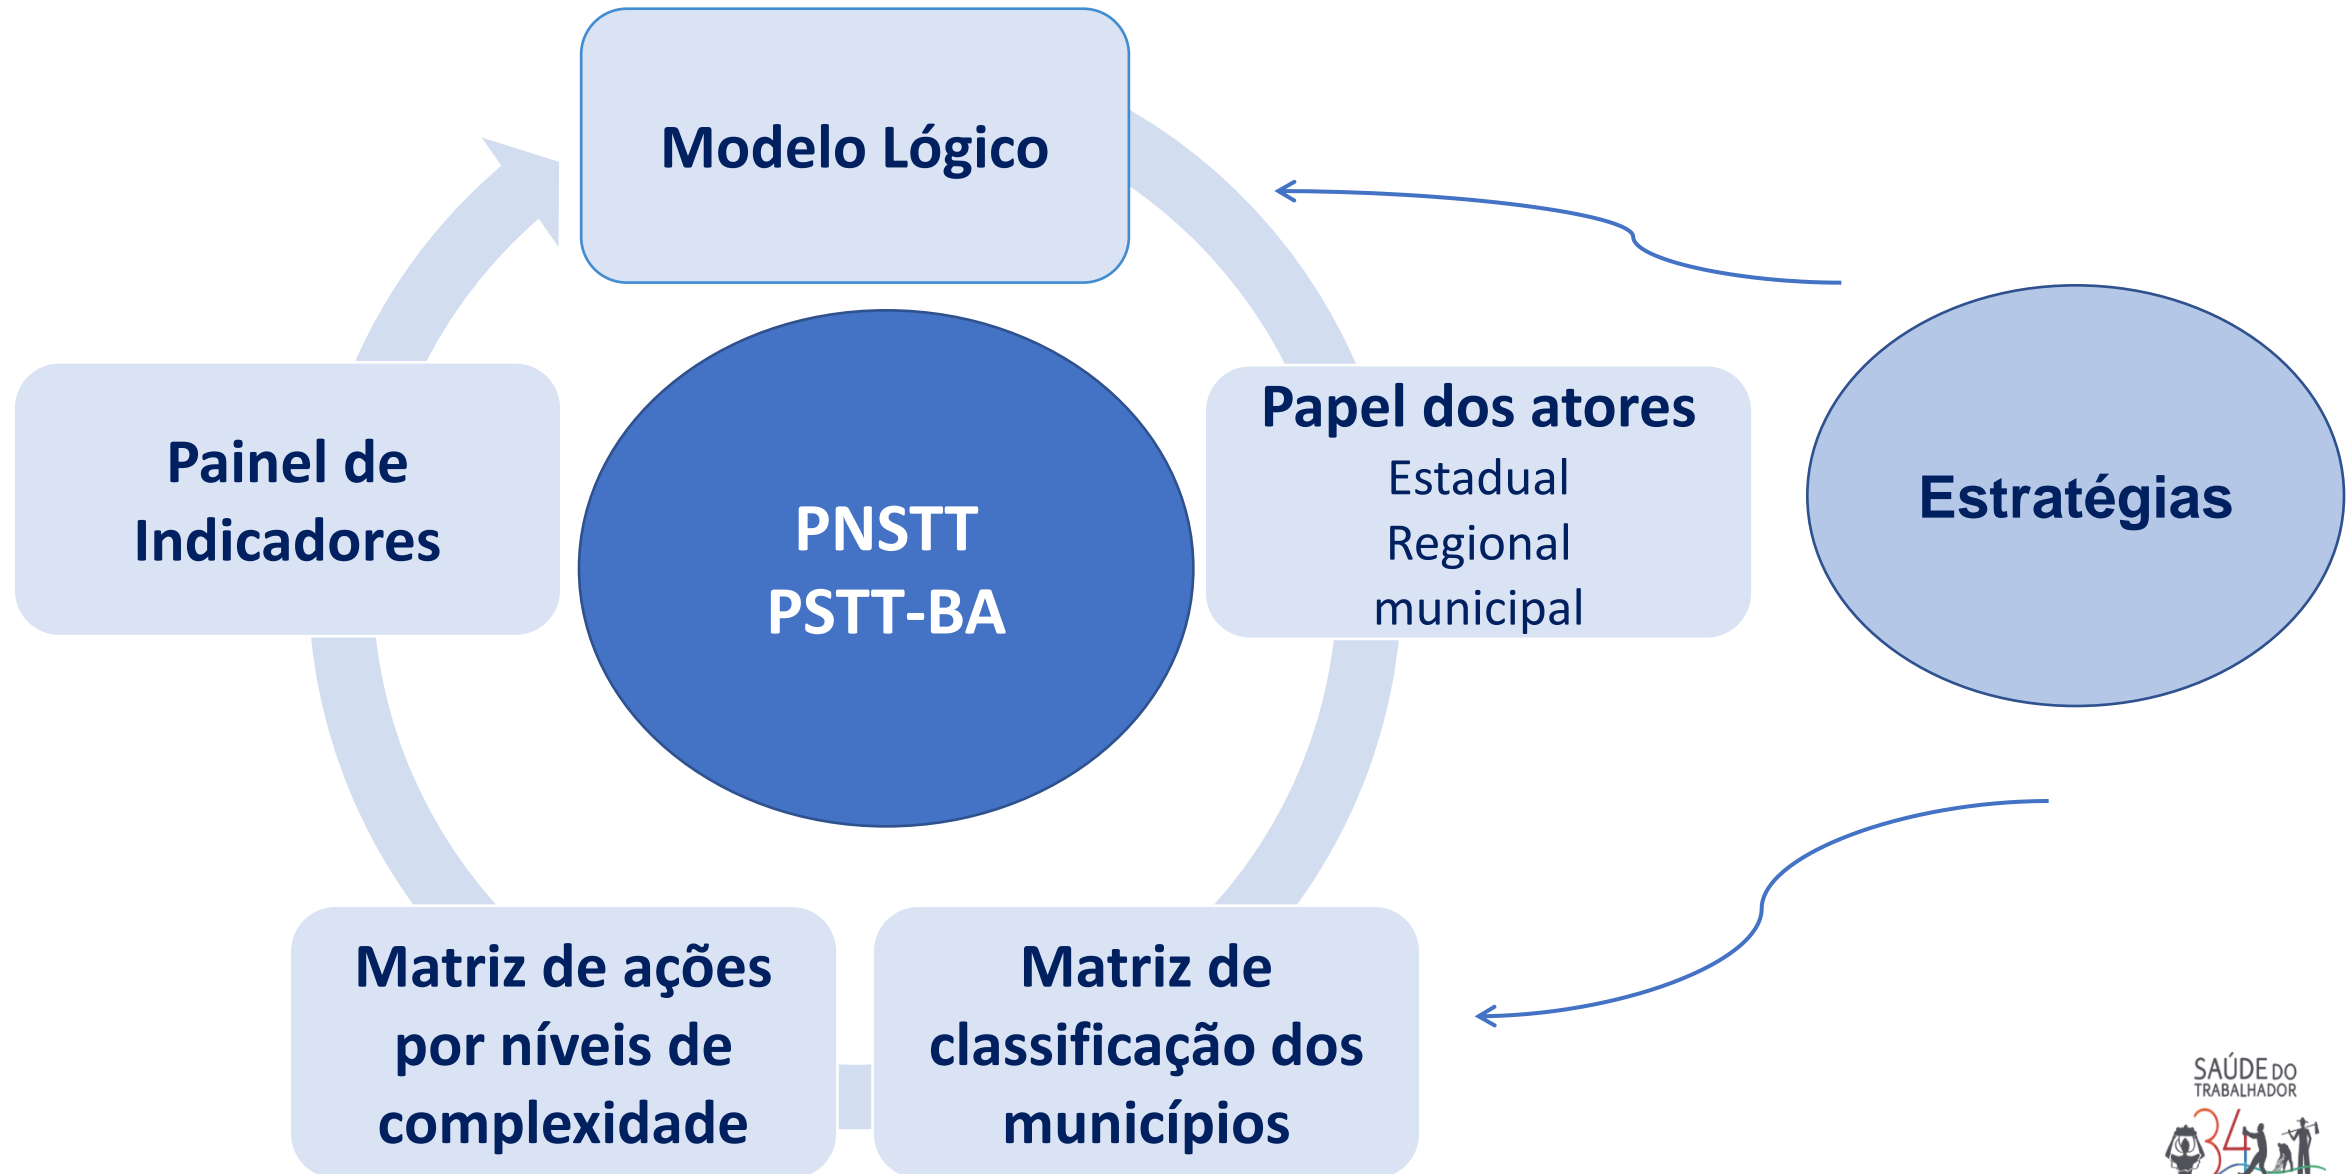 Modelo Lógico
Papel dos atores
Estadual
Regional
municipal
Matriz de
classificação dos
municípios
Matriz de ações
por níveis de
complexidade
Painel de
Indicadores
PNSTT
PSTT-BA
Estratégias
SAÚDE DO
TRABALHADOR
34